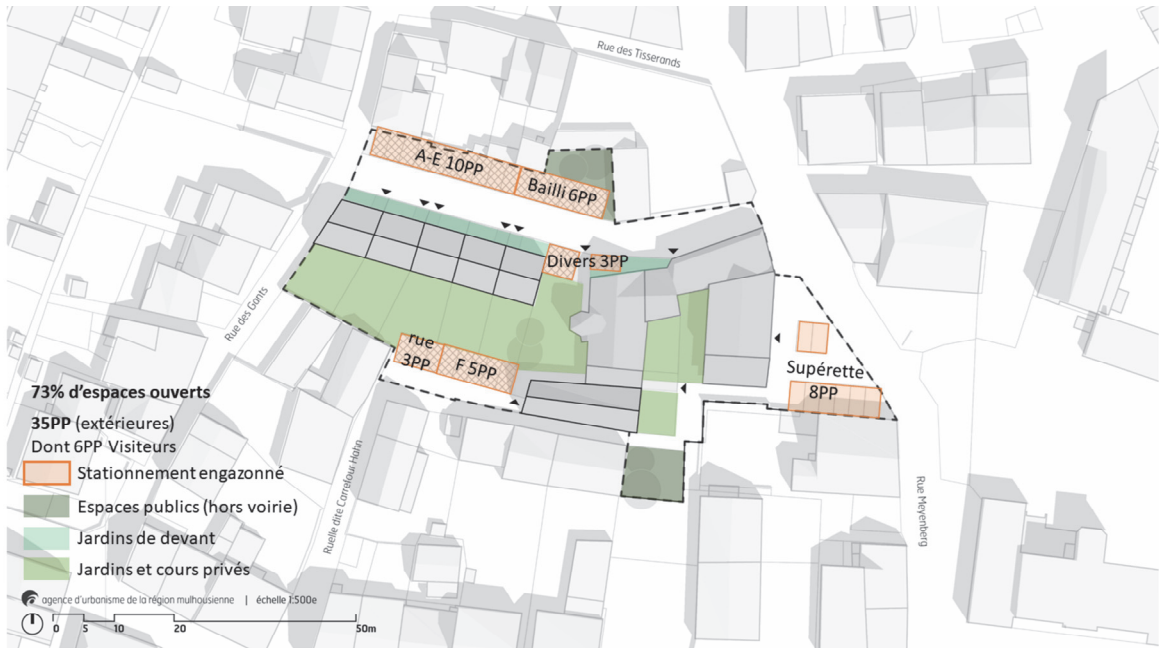 Rue des Tisserands
A-E 10PP
Bailli 6PP
Divers 3PP
Rue des Gonts
rue
3PP
F 5PP
Supérette
8PP
73% d'espaces ouverts
35PP (extérieures)
Dont 6PP Visiteurs
Stationnement engazonné
Espaces publics (hors voirie)
Jardins de devant
Jardins et cours privés
Ruelle dite Carrefour Hahn
Rue Meyenberg
agence d'urbanisme de la région mulhousienne | échelle 1:500e
0 5 10 20 50m